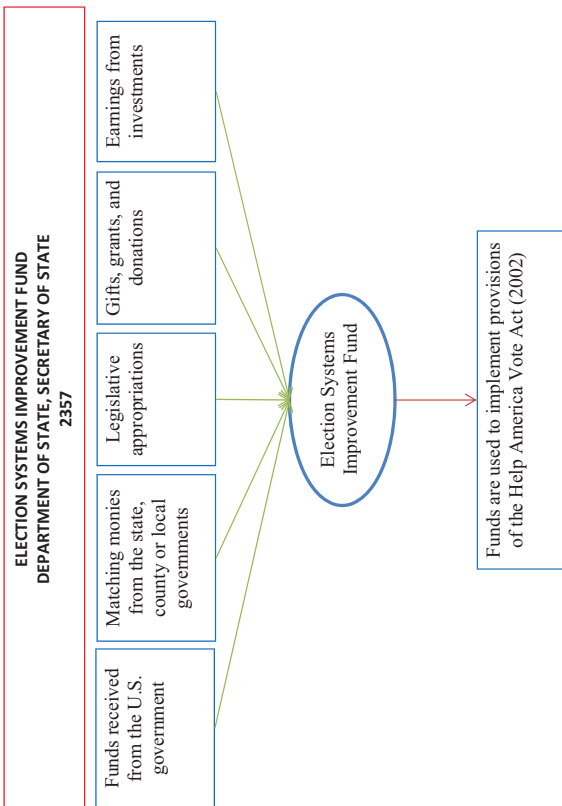 ELECTION SYSTEMS IMPROVEMENT FUND
DEPARTMENT OF STATE, SECRETARY OF STATE
2357
Funds received
from the U.S.
government
Matching monies
from the state,
county or local
governments
Legislative
appropriations
Gifts, grants, and
donations
Earnings from
investments
Election Systems
Improvement Fund
Funds are used to implement provisions
of the Help America Vote Act (2002)